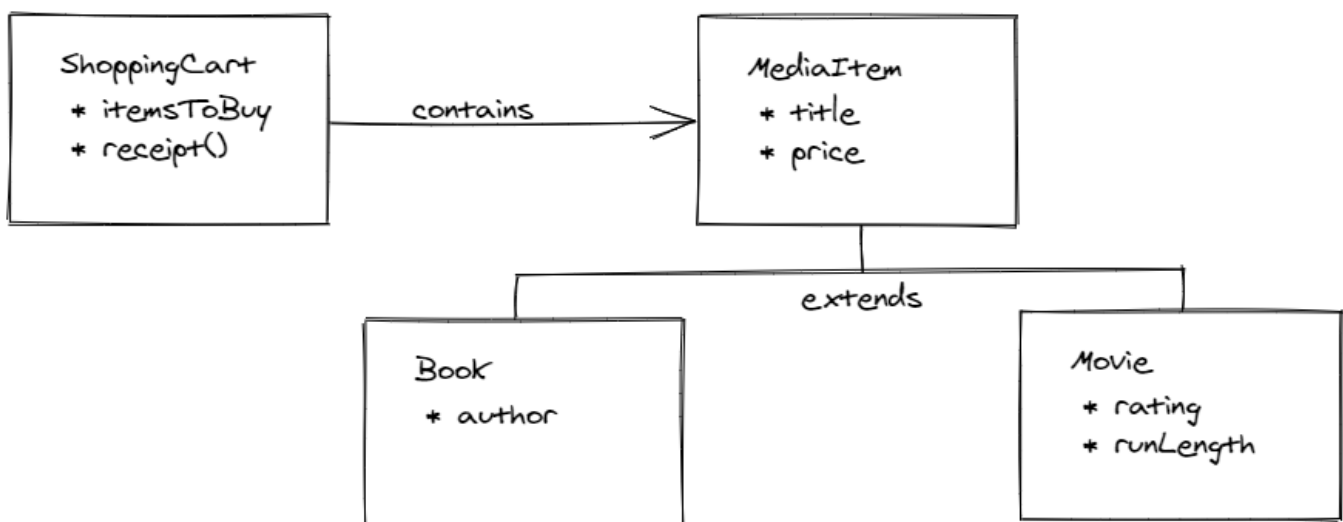 ShoppingCart
* itemsToBuy
* receipt()
contains
MediaItem
* title
* price
extends
Book
* author
Movie
* rating
* runLength